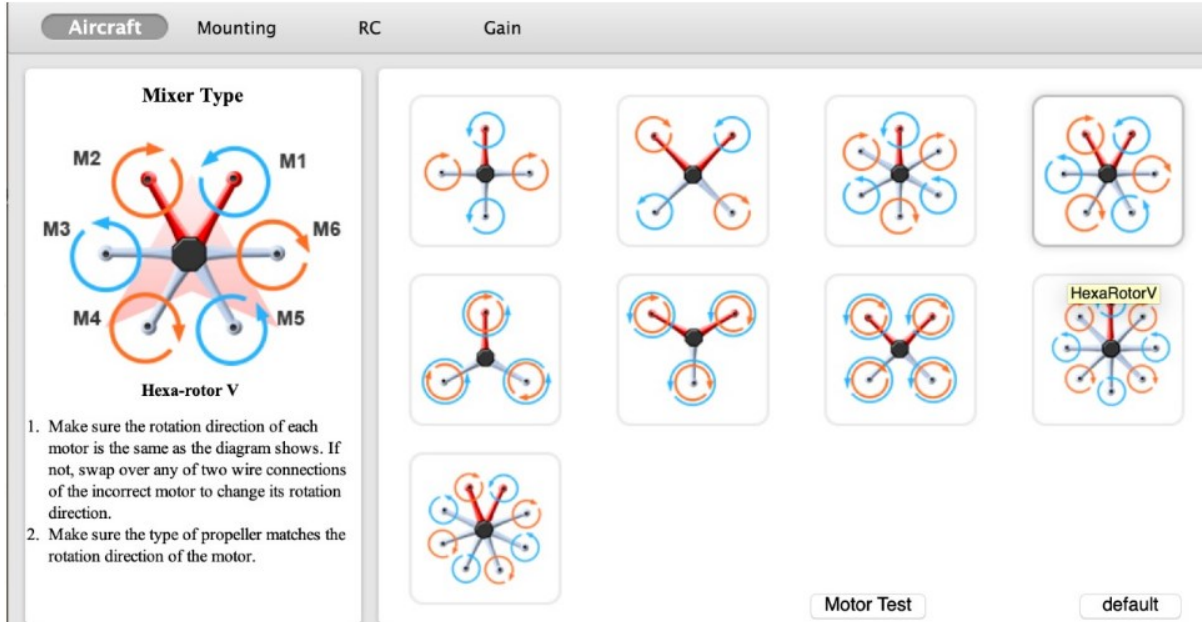 Aircraft Mounting RC Gain
Mixer Type
M2 M1
M3 M6
M4 M5
Hexa-rotor V
1. Make sure the rotation direction of each
motor is the same as the diagram shows. If
not, swap over any of two wire connections
of the incorrect motor to change its rotation
direction.
2. Make sure the type of propeller matches the
rotation direction of the motor.
HexaRotorV
Motor Test default